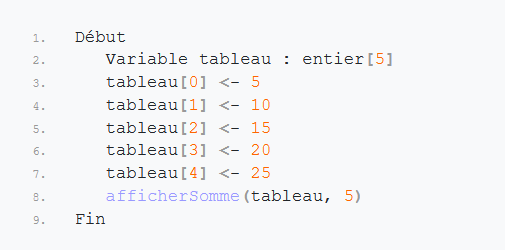 1. Début
2. Variable tableau : entier[5]
3. tableau[0] <- 5
4. tableau[1] <- 10
5. tableau[2] <- 15
6. tableau[3] <- 20
7. tableau[4] <- 25
8. afficherSomme(tableau, 5)
9. Fin